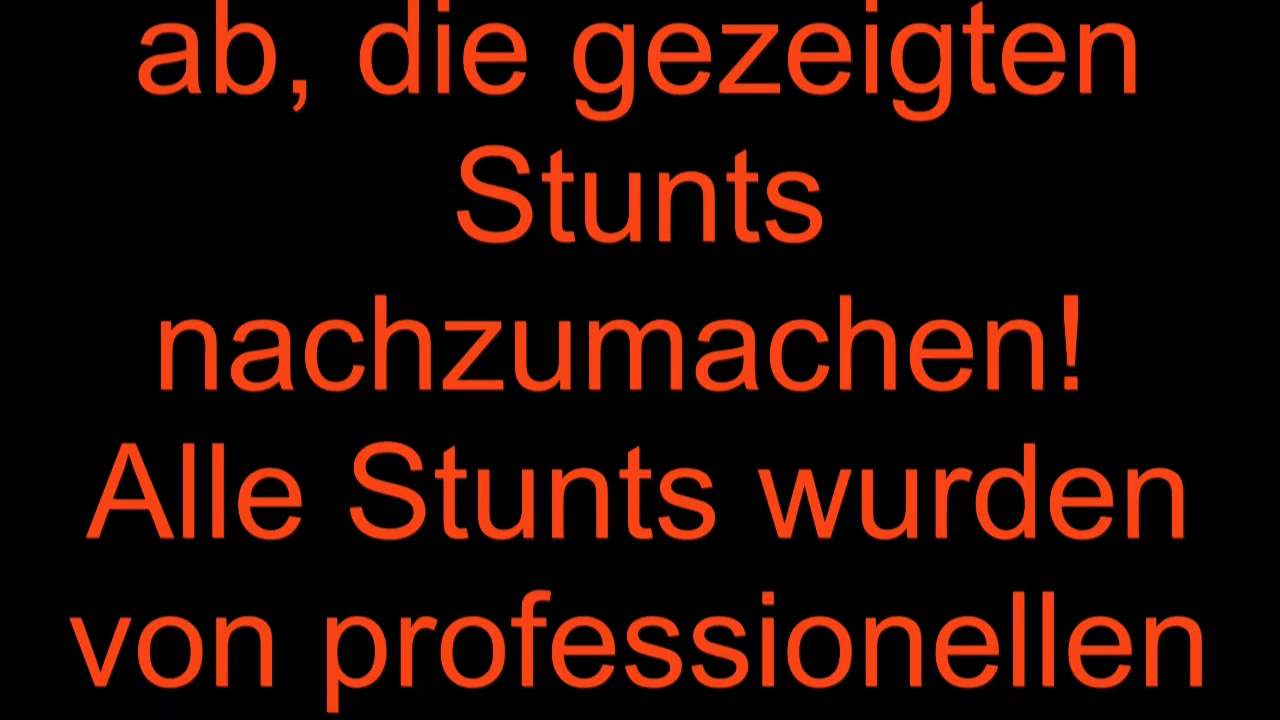 ab, die gezeigten
Stunts
nachzumachen!
Alle Stunts wurden
von professionellen